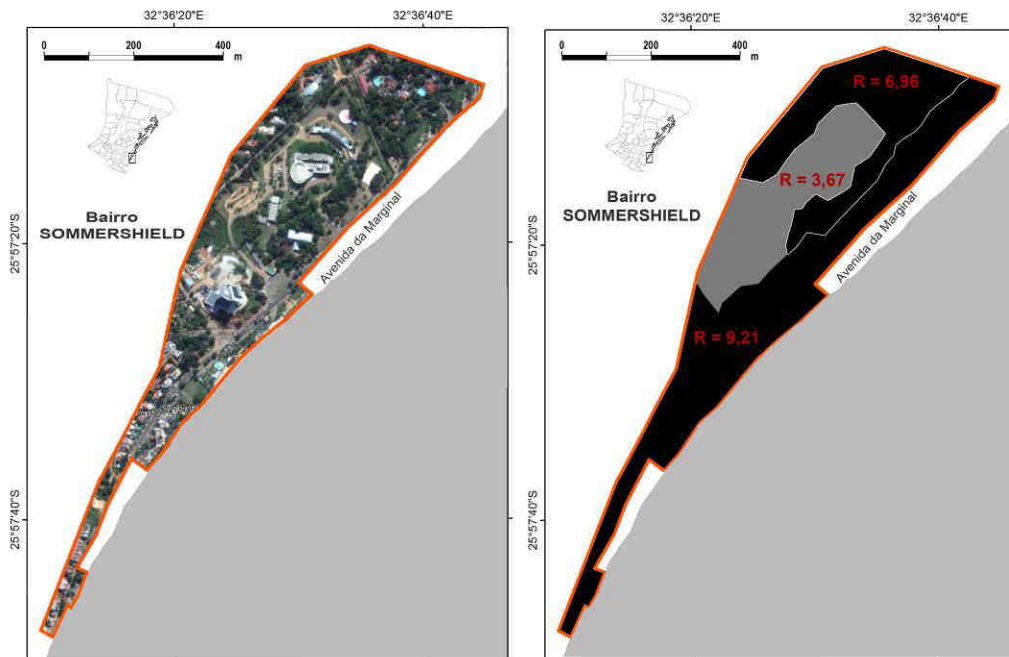 32°36'20"E
32°36'40"E
0 200 400
m
Bairro
SOMMERSHIELD
25°57'20"S
Avenida da Marginal
25°57'40"S
32°36'20"E
32°36'40"E
0 200 400
m
R = 6,96
R = 3,67
Bairro
SOMMERSHIELD
25°57'20"S
Avenida da Marginal
R = 9,21
25°57'40"S